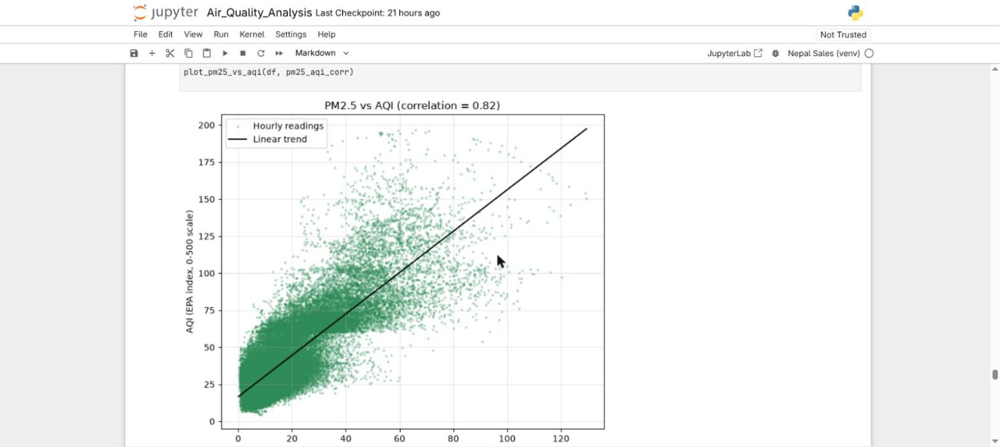 jupyter Air_Quality_Analysis Last Checkpoint: 21 hours ago
File Edit View Run Kernel Settings Help Not Trusted
Markdown JupyterLab Nepal Sales (venv)
plot_pm25_vs_aqi(df, pm25_aqi_corr)
PM2.5 vs AQI (correlation = 0.82)
Hourly readings
Linear trend
200
175
150
125
100
75
50
25
0
AQI (EPA index, 0-500 scale)
0 20 40 60 80 100 120